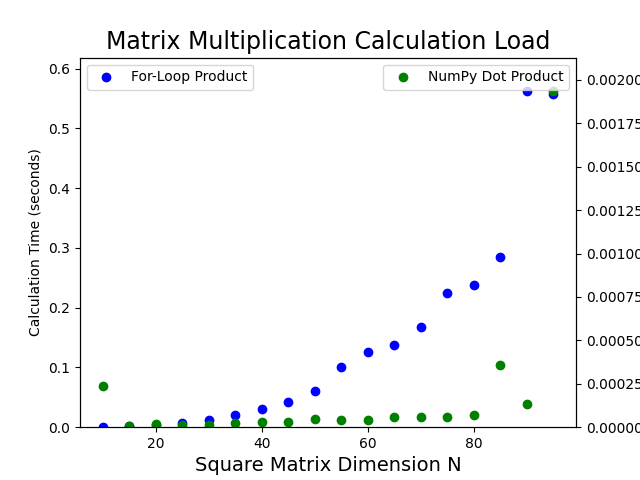 Matrix Multiplication Calculation Load
For-Loop Product
NumPy Dot Product
Calculation Time (seconds)
0.6
0.5
0.4
0.3
0.2
0.1
0.0
0.00200
0.00175
0.00150
0.00125
0.00100
0.00075
0.00050
0.00025
0.00000
20 40 60 80
Square Matrix Dimension N